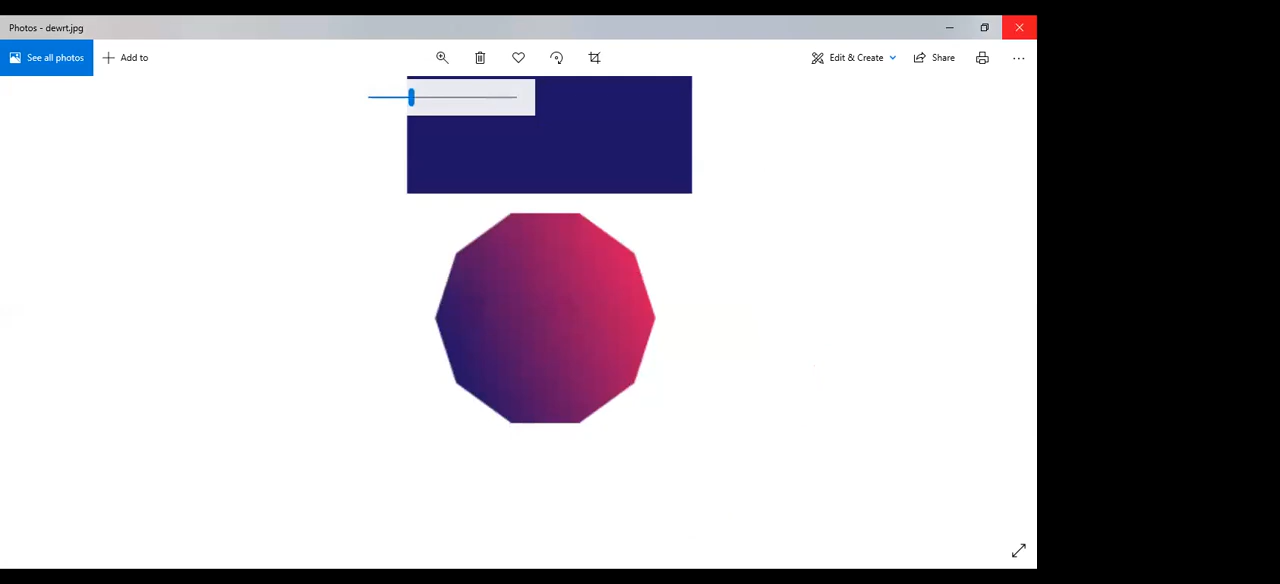 Photos - dewrt.jpg
See all photos
Add to
Edit & Create
Share